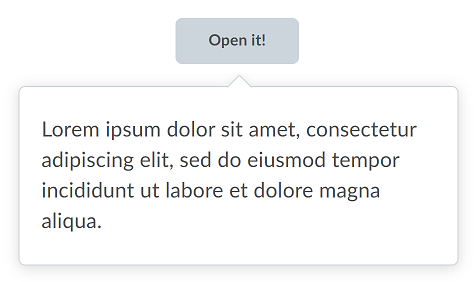 Open it!
Lorem ipsum dolor sit amet, consectetur
adipiscing elit, sed do eiusmod tempor
incididunt ut labore et dolore magna
aliqua.